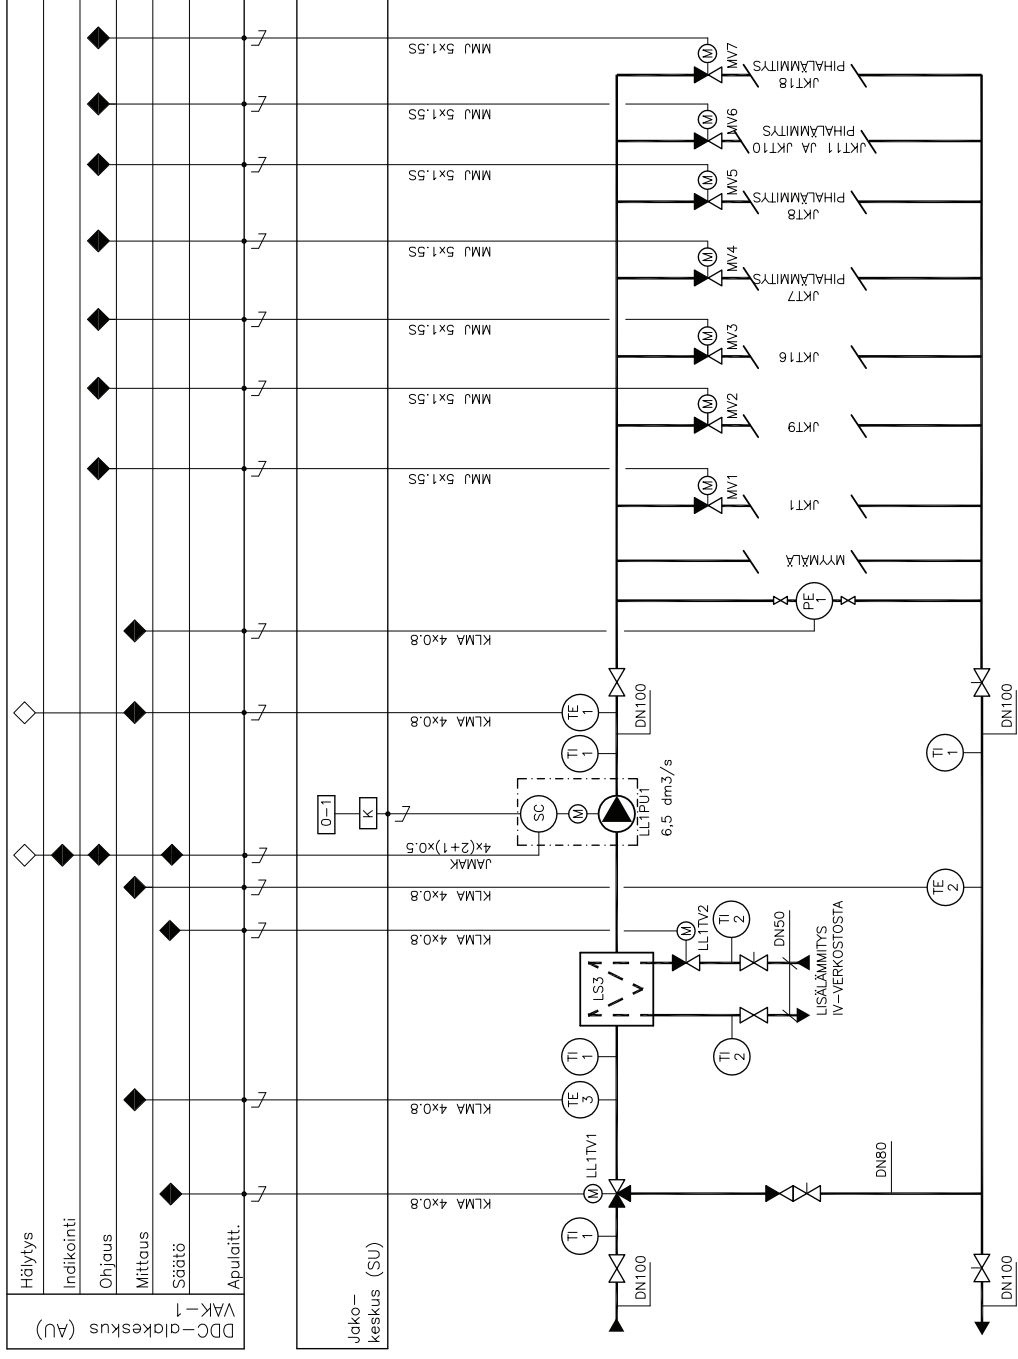 Hälytys
Indikointi
Ohjaus
Mittaus
Säätö
Apulaitt.
DDC-alakeskus (AU)
VAK-1
Jako-
keskus (SU)
MMJ 5x1.5S
MMJ 5x1.5S
MMJ 5x1.5S
MMJ 5x1.5S
MMJ 5x1.5S
MMJ 5x1.5S
MMJ 5x1.5S
KLMA 4x0.8
KLMA 4x0.8
JAMAK
4x(2+1)x0.5
KLMA 4x0.8
KLMA 4x0.8
KLMA 4x0.8
KLMA 4x0.8
0-1
K
M
MV7
JKT18
PIHALÄMMITYS
M
MV6
JKT11 JA JKT10
PIHALÄMMITYS
M
MV5
JKT8
PIHALÄMMITYS
M
MV4
JKT7
PIHALÄMMITYS
M
MV3
JKT16
M
MV2
JKT9
M
MV1
JKT1
MYYMÄLÄ
PE
1
TE
1
TI
1
DN100
DN100
TI
1
SC
M
LL1PU1
6,5 dm3/s
TE
2
M
LL1TV2
TI
2
DN50
LISÄLÄMMITYS
IV-VERKOSTOSTA
LS3
TI
2
TI
1
TE
3
M
LL1TV1
TI
1
DN80
DN100
DN100